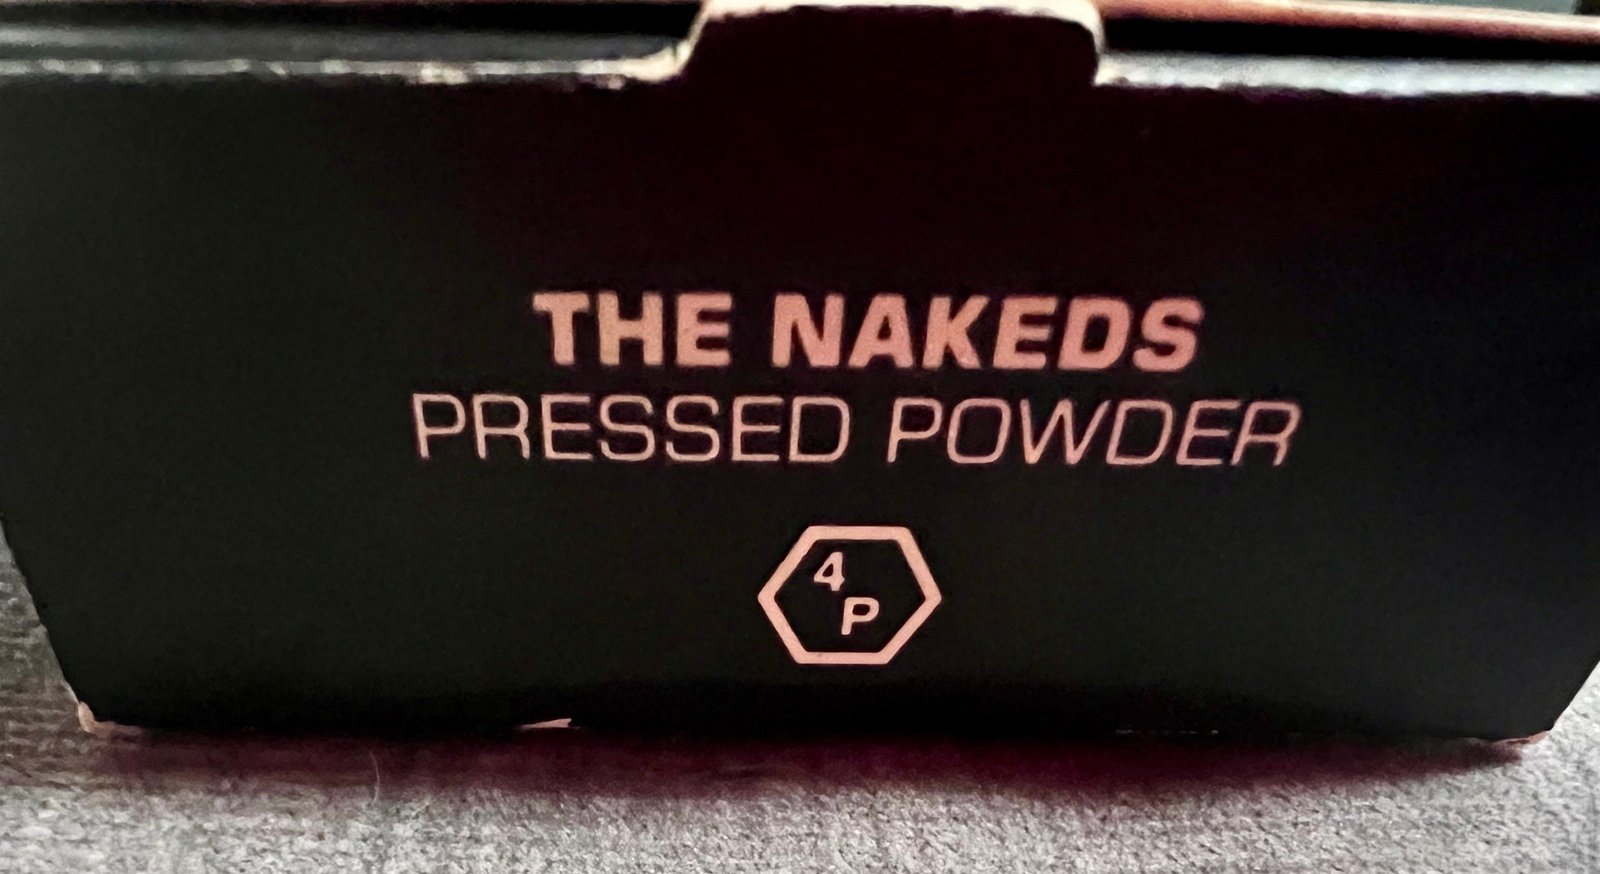 THE NAKEDS
PRESSED POWDER
4
P